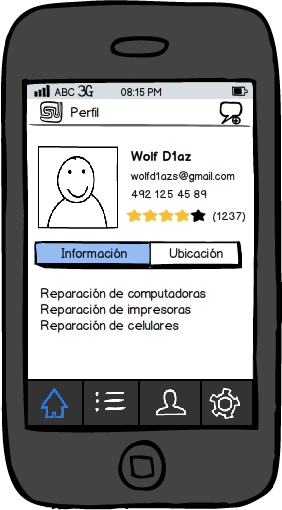 ABC 3G 08:15 PM
Perfil
Wolf D1az
wolfd1azs@gmail.com
492 125 45 89
(1237)
Información Ubicación
Reparación de computadoras
Reparación de impresoras
Reparación de celulares